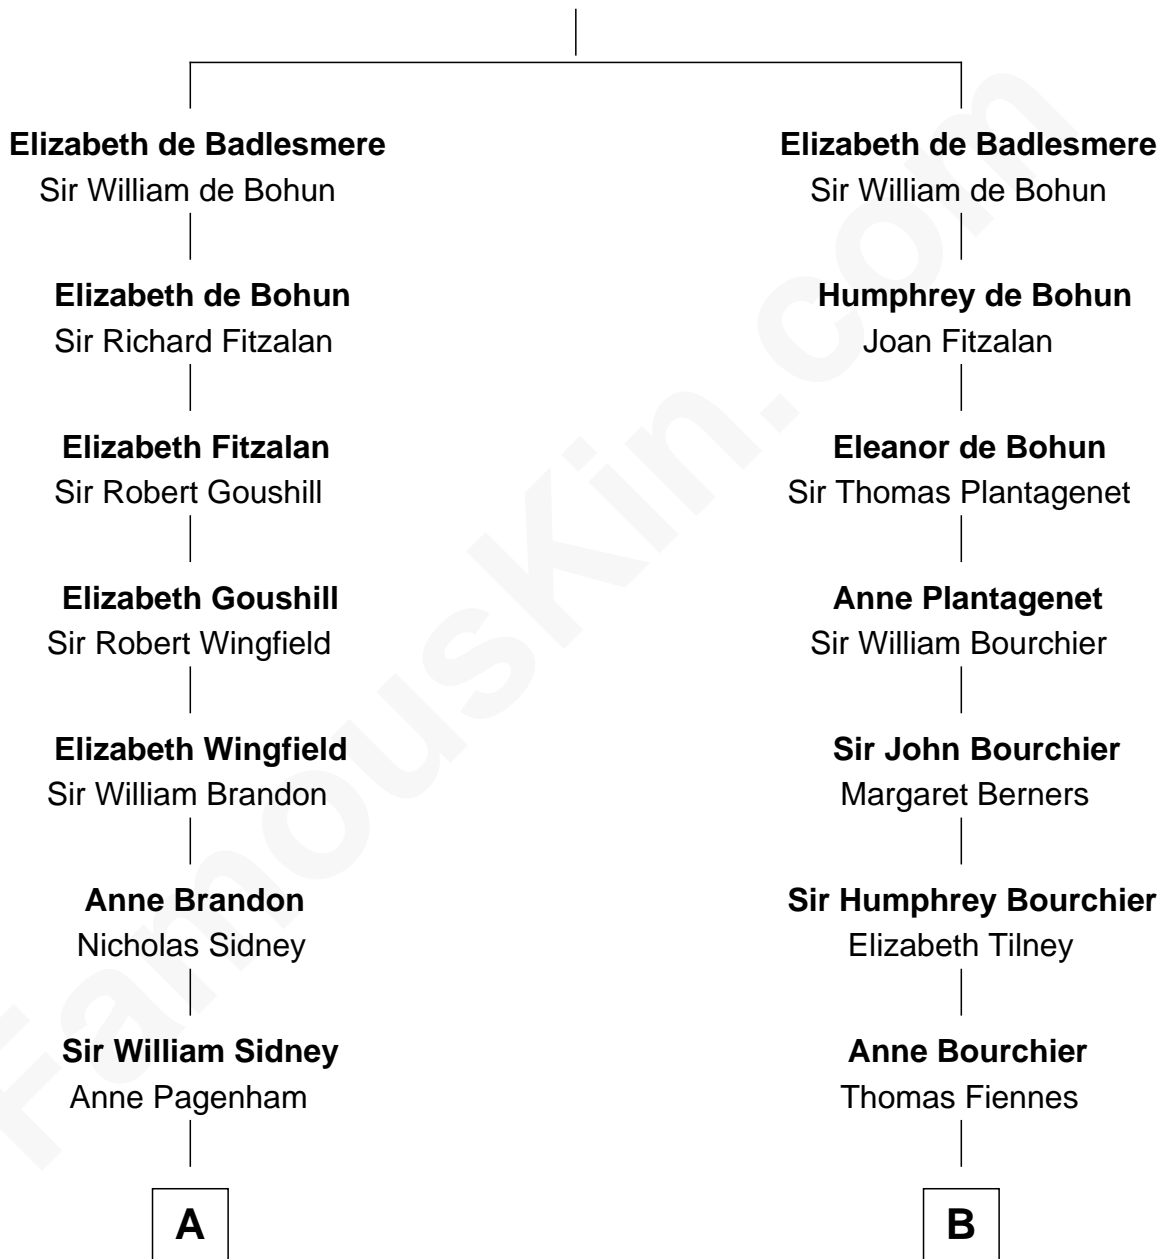 Elizabeth de Badlesmere
Sir William de Bohun
Elizabeth de Bohun
Sir Richard Fitzalan
Elizabeth Fitzalan
Sir Robert Goushill
Elizabeth Goushill
Sir Robert Wingfield
Elizabeth Wingfield
Sir William Brandon
Anne Brandon
Nicholas Sidney
Sir William Sidney
Anne Pagenham
A
Elizabeth de Badlesmere
Sir William de Bohun
Humphrey de Bohun
Joan Fitzalan
Eleanor de Bohun
Sir Thomas Plantagenet
Anne Plantagenet
Sir William Bourchier
Sir John Bourchier
Margaret Berners
Sir Humphrey Bourchier
Elizabeth Tilney
Anne Bourchier
Thomas Fiennes
B
FamousKin.com